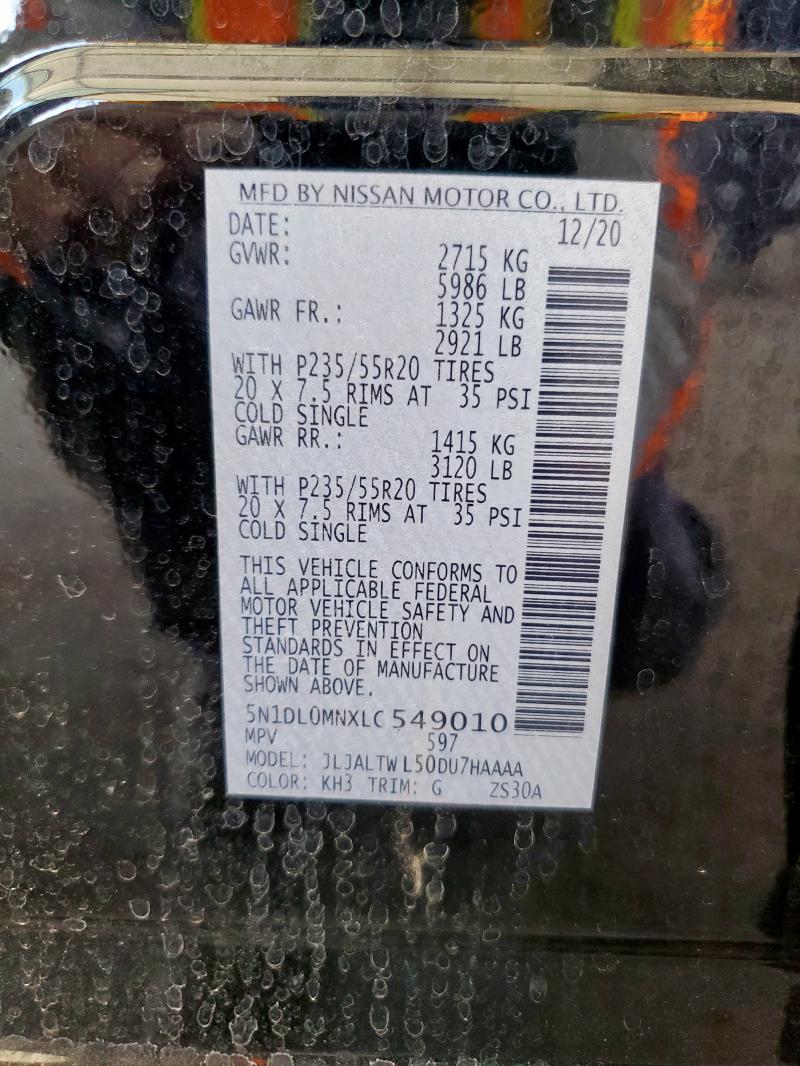 MFD BY NISSAN MOTOR CO., LTD.
DATE: 12/20
GVWR: 2715 KG
5986 LB
GAWR FR.: 1325 KG
2921 LB
WITH P235/55R20 TIRES
20 X 7.5 RIMS AT 35 PSI
COLD SINGLE
GAWR RR.: 1415 KG
3120 LB
WITH P235/55R20 TIRES
20 X 7.5 RIMS AT 35 PSI
COLD SINGLE
THIS VEHICLE CONFORMS TO
ALL APPLICABLE FEDERAL
MOTOR VEHICLE SAFETY AND
THEFT PREVENTION
STANDARDS IN EFFECT ON
THE DATE OF MANUFACTURE
SHOWN ABOVE.
5N1DL0MNXLC 549010
MPV 597
MODEL: JLJALTW L50DU7HAAAA
COLOR: KH3 TRIM: G ZS30A